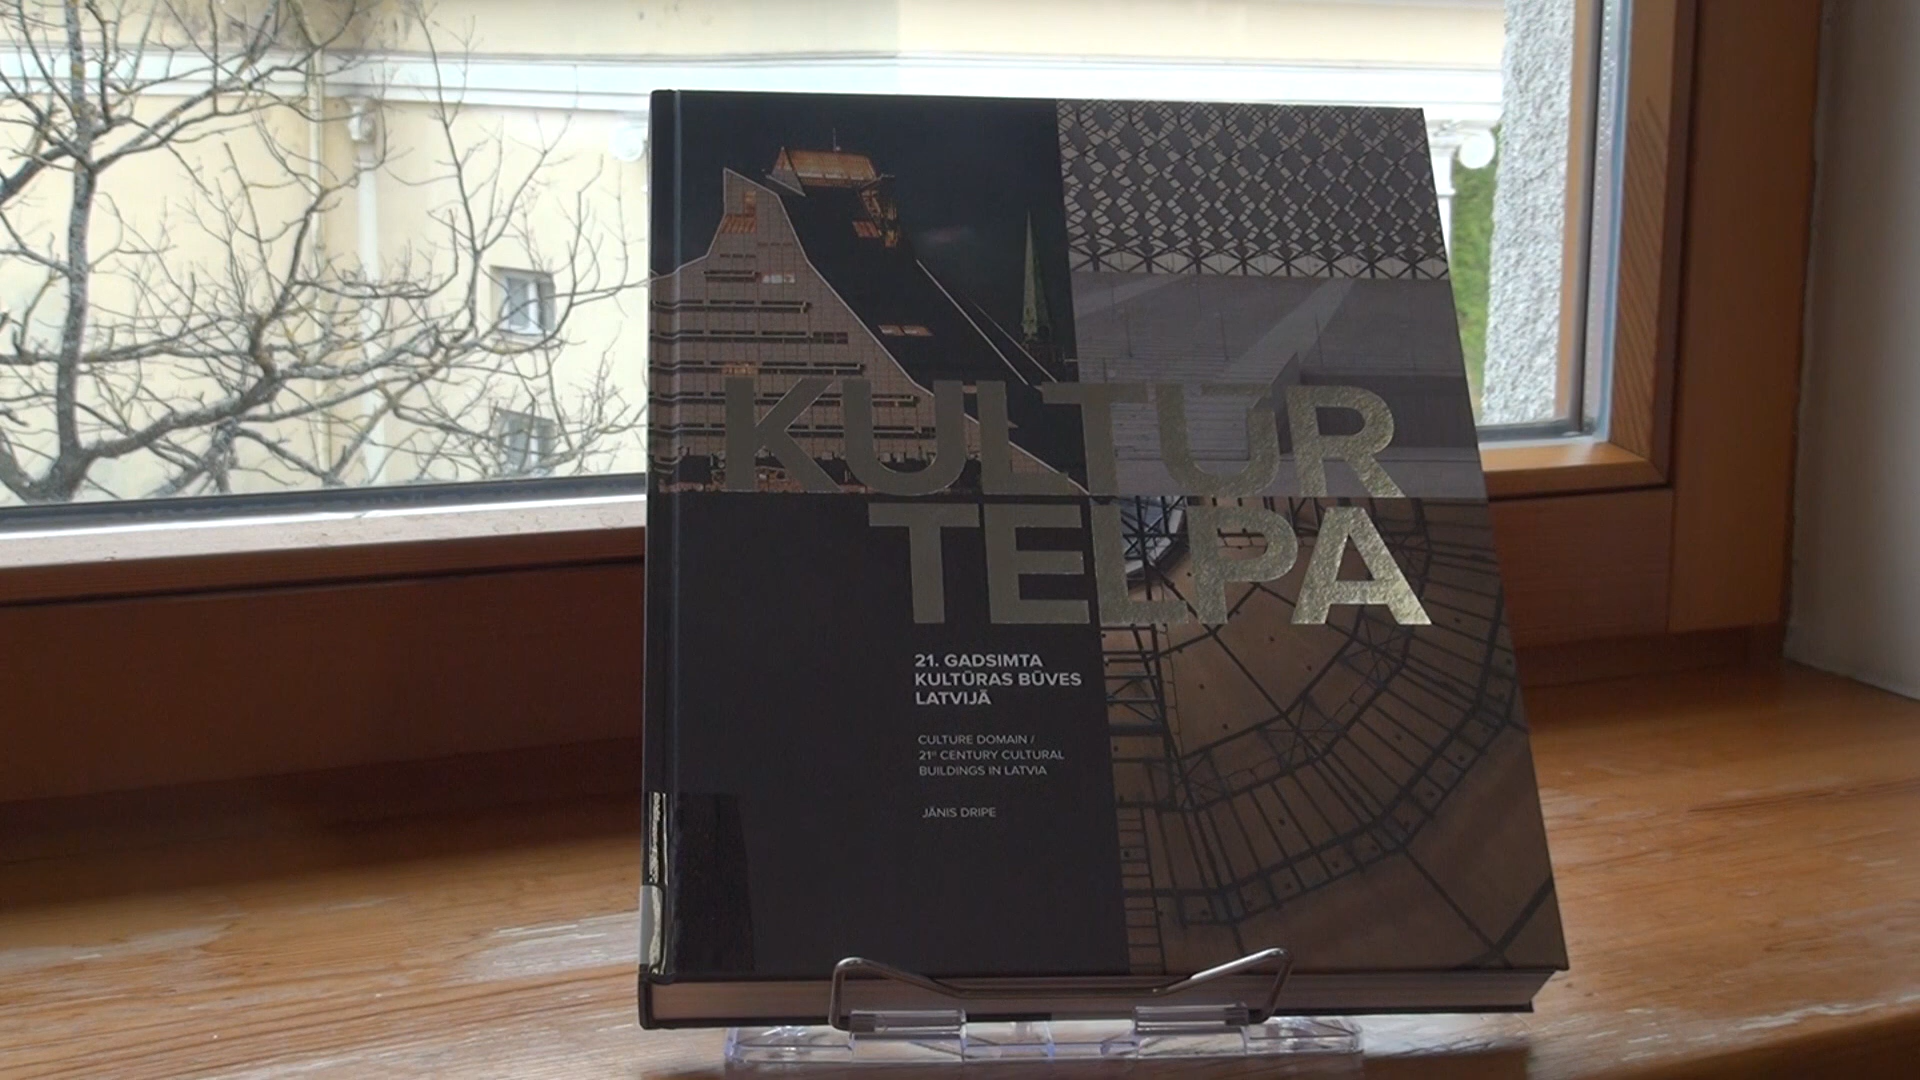 KULTŪR
TELPA
21. GADSIMTA
KULTŪRAS BŪVES
LATVIJĀ
CULTURE DOMAIN /
21st CENTURY CULTURAL
BUILDINGS IN LATVIA
JĀNIS DRIPE